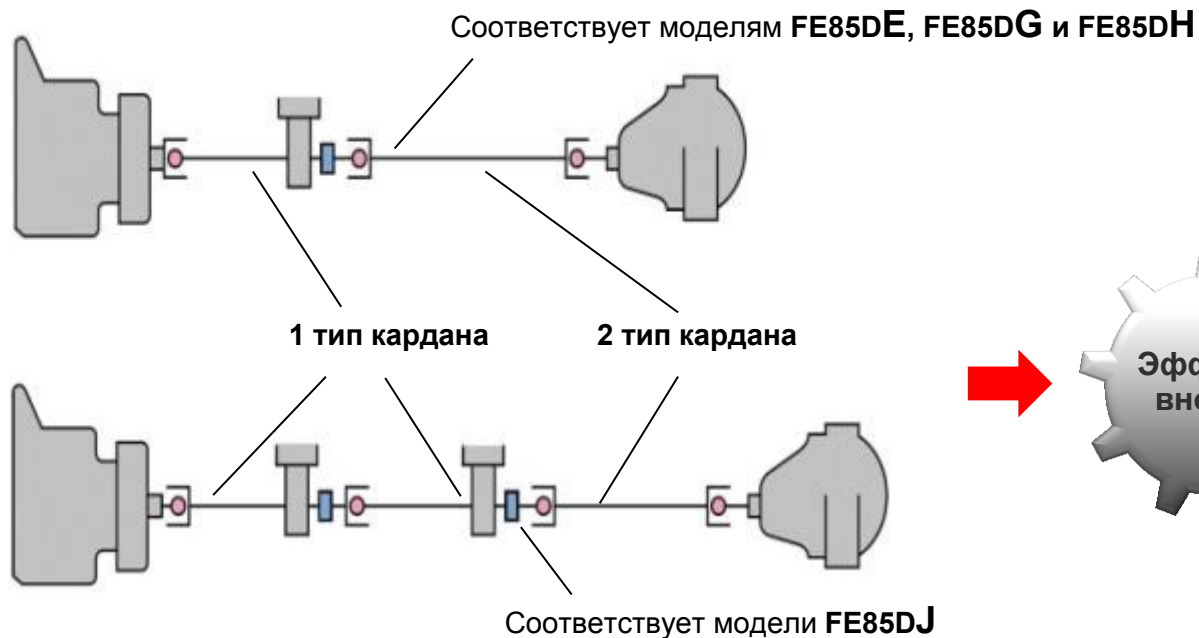 Соответствует моделям FE85DE, FE85DG и FE85DH
1 тип кардана
2 тип кардана
Соответствует модели FE85DJ